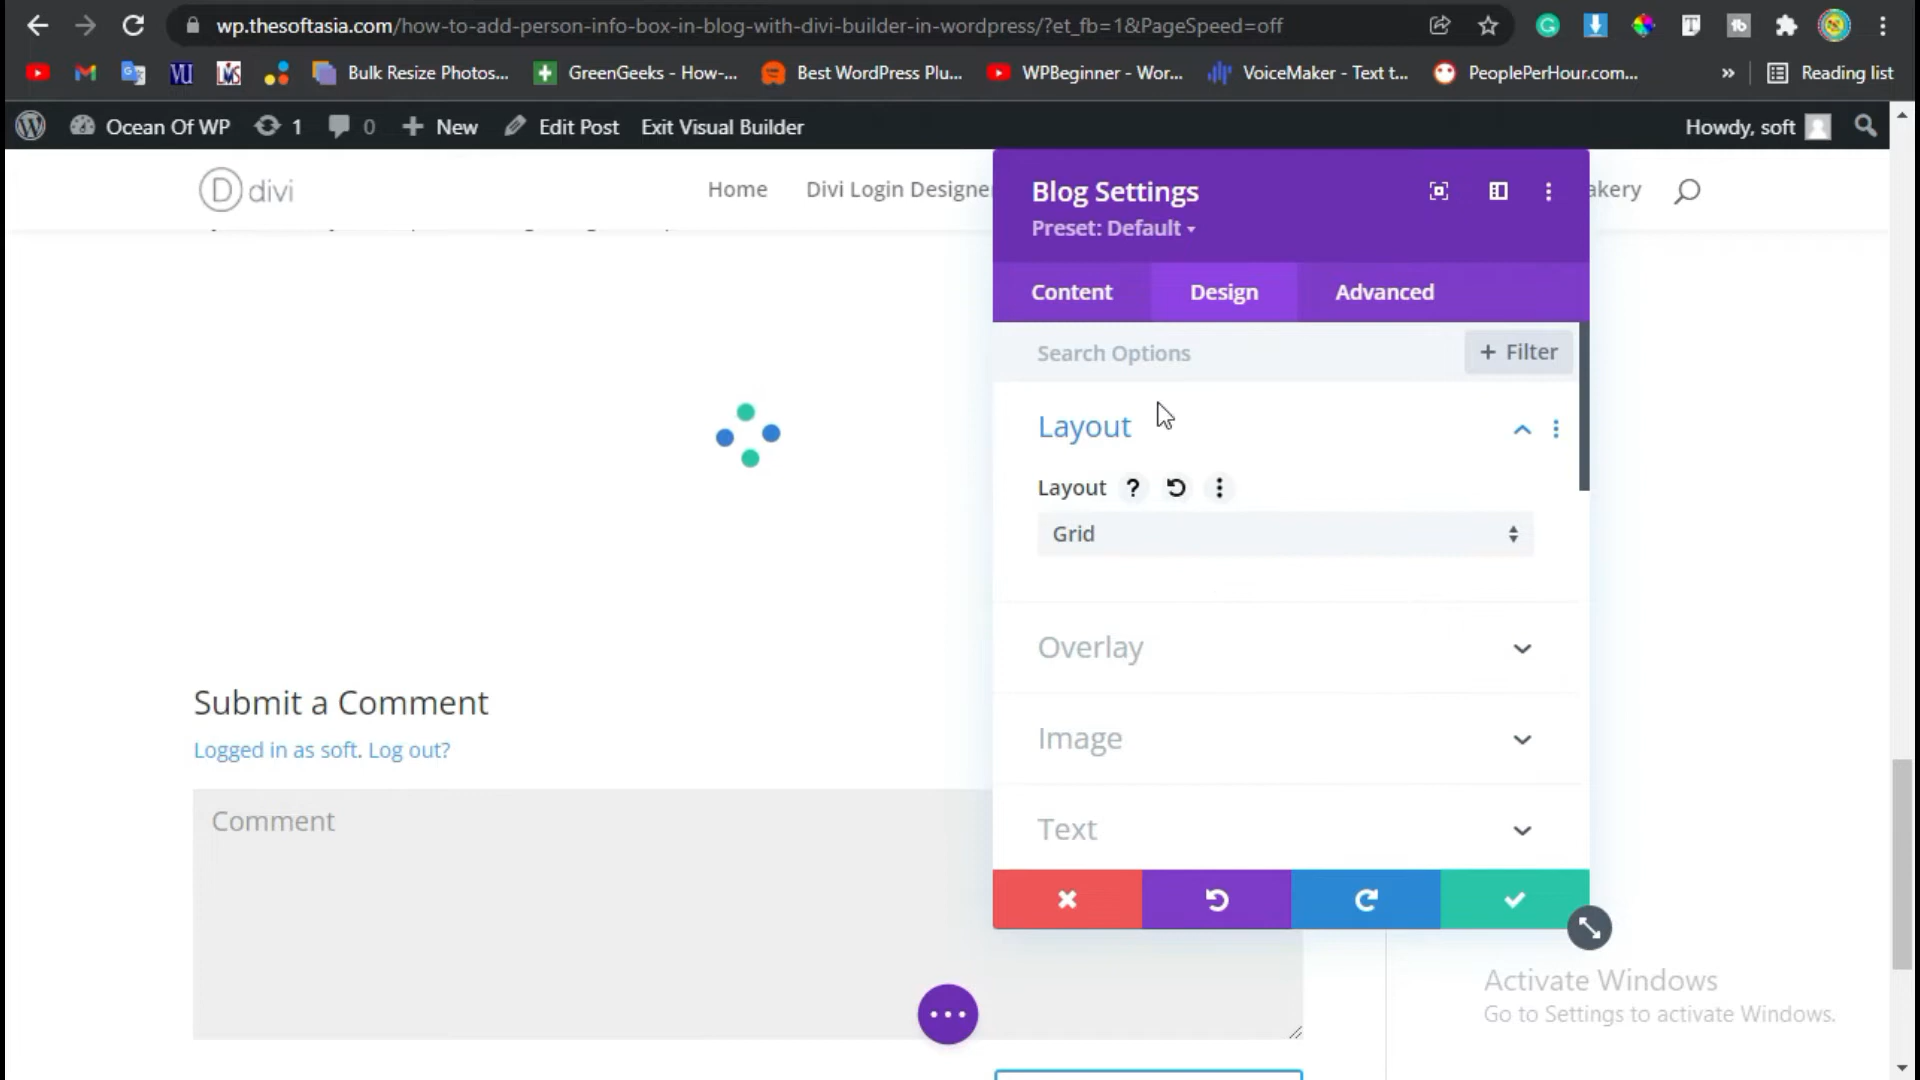 wp.thesoftasia.com/how-to-add-person-info-box-in-blog-with-divi-builder-in-wordpress/?et_fb=1&PageSpeed=off
VU
LMS
Bulk Resize Photos...
GreenGeeks - How-...
Best WordPress Plu...
WPBeginner - Wor...
VoiceMaker - Text t...
PeoplePerHour.com...
»
Reading list
Ocean Of WP
1
0
New
Edit Post
Exit Visual Builder
Howdy, soft
D divi
Home
Divi Login Designe
akery
Blog Settings
Preset: Default
Content
Design
Advanced
Search Options
+ Filter
Layout
Layout
?
Grid
Overlay
Image
Text
Submit a Comment
Logged in as soft. Log out?
Comment
Activate Windows
Go to Settings to activate Windows.